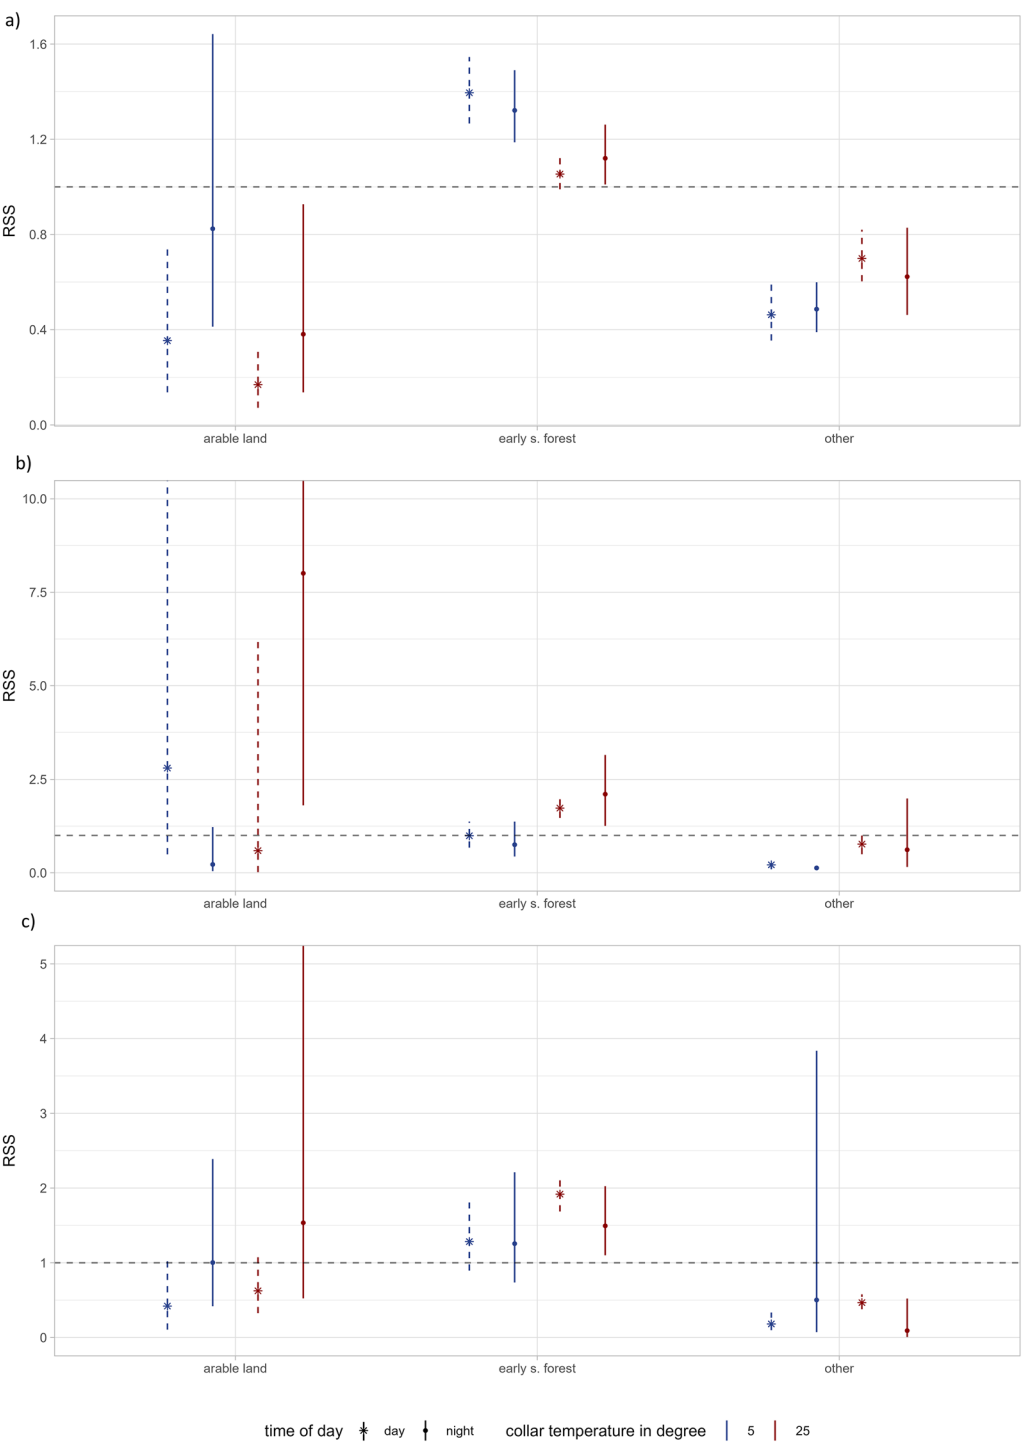 a)
RSS
1.6
1.2
0.8
0.4
0.0
arable land early s. forest other
b)
RSS
10.0
7.5
5.0
2.5
0.0
arable land early s. forest other
c)
RSS
5
4
3
2
1
0
arable land early s. forest other
time of day day night collar temperature in degree 5 25